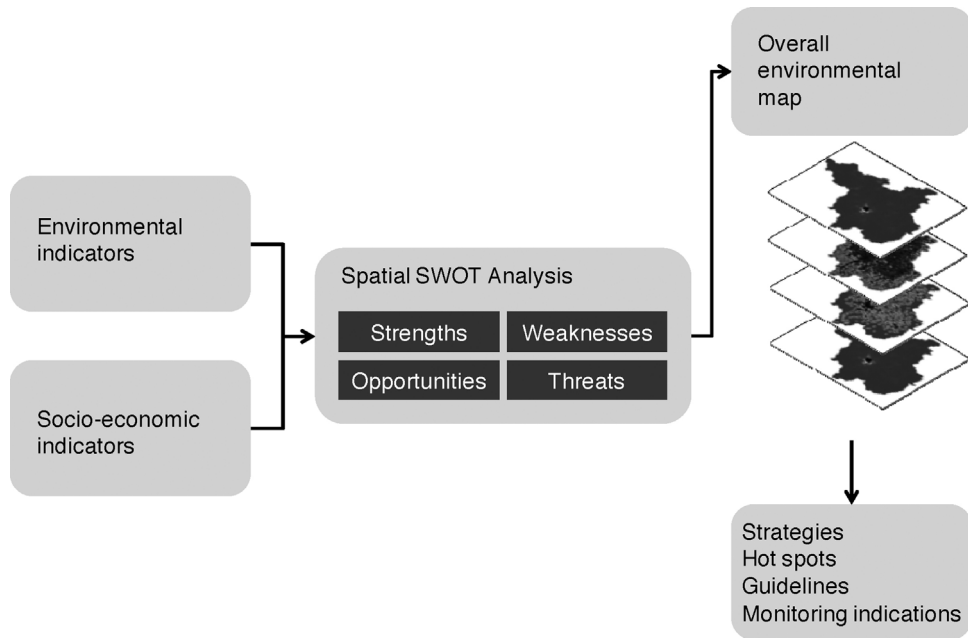 Overall
environmental
map
Environmental
indicators
Spatial SWOT Analysis
Strengths
Weaknesses
Opportunities
Threats
Socio-economic
indicators
Strategies
Hot spots
Guidelines
Monitoring indications